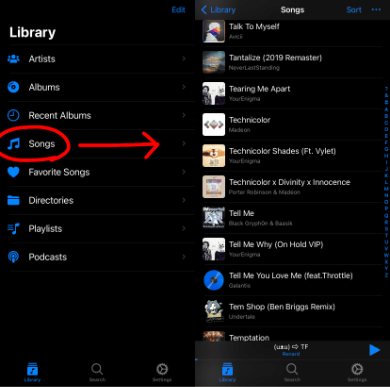 Edit
Library
Artists
Albums
Recent Albums
Songs
Favorite Songs
Directories
Playlists
Podcasts
Library
Search
Settings
Library
Songs
Sort
Talk To Myself
Avicii
Tantalize (2019 Remaster)
NeverLastStanding
Tearing Me Apart
YourEnigma
Technicolor
Madeon
Technicolor Shades (Ft. Vylet)
YourEnigma
Technicolor x Divinity x Innocence
Porter Robinson & Madeon
Tell Me
Black GryphOn & Baasik
Tell Me Why (On Hold VIP)
YourEnigma
Tell Me You Love Me (feat.Throttle)
Galantis
Tem Shop (Ben Briggs Remix)
Undertale
Temptation
TF
Library
Search
Settings